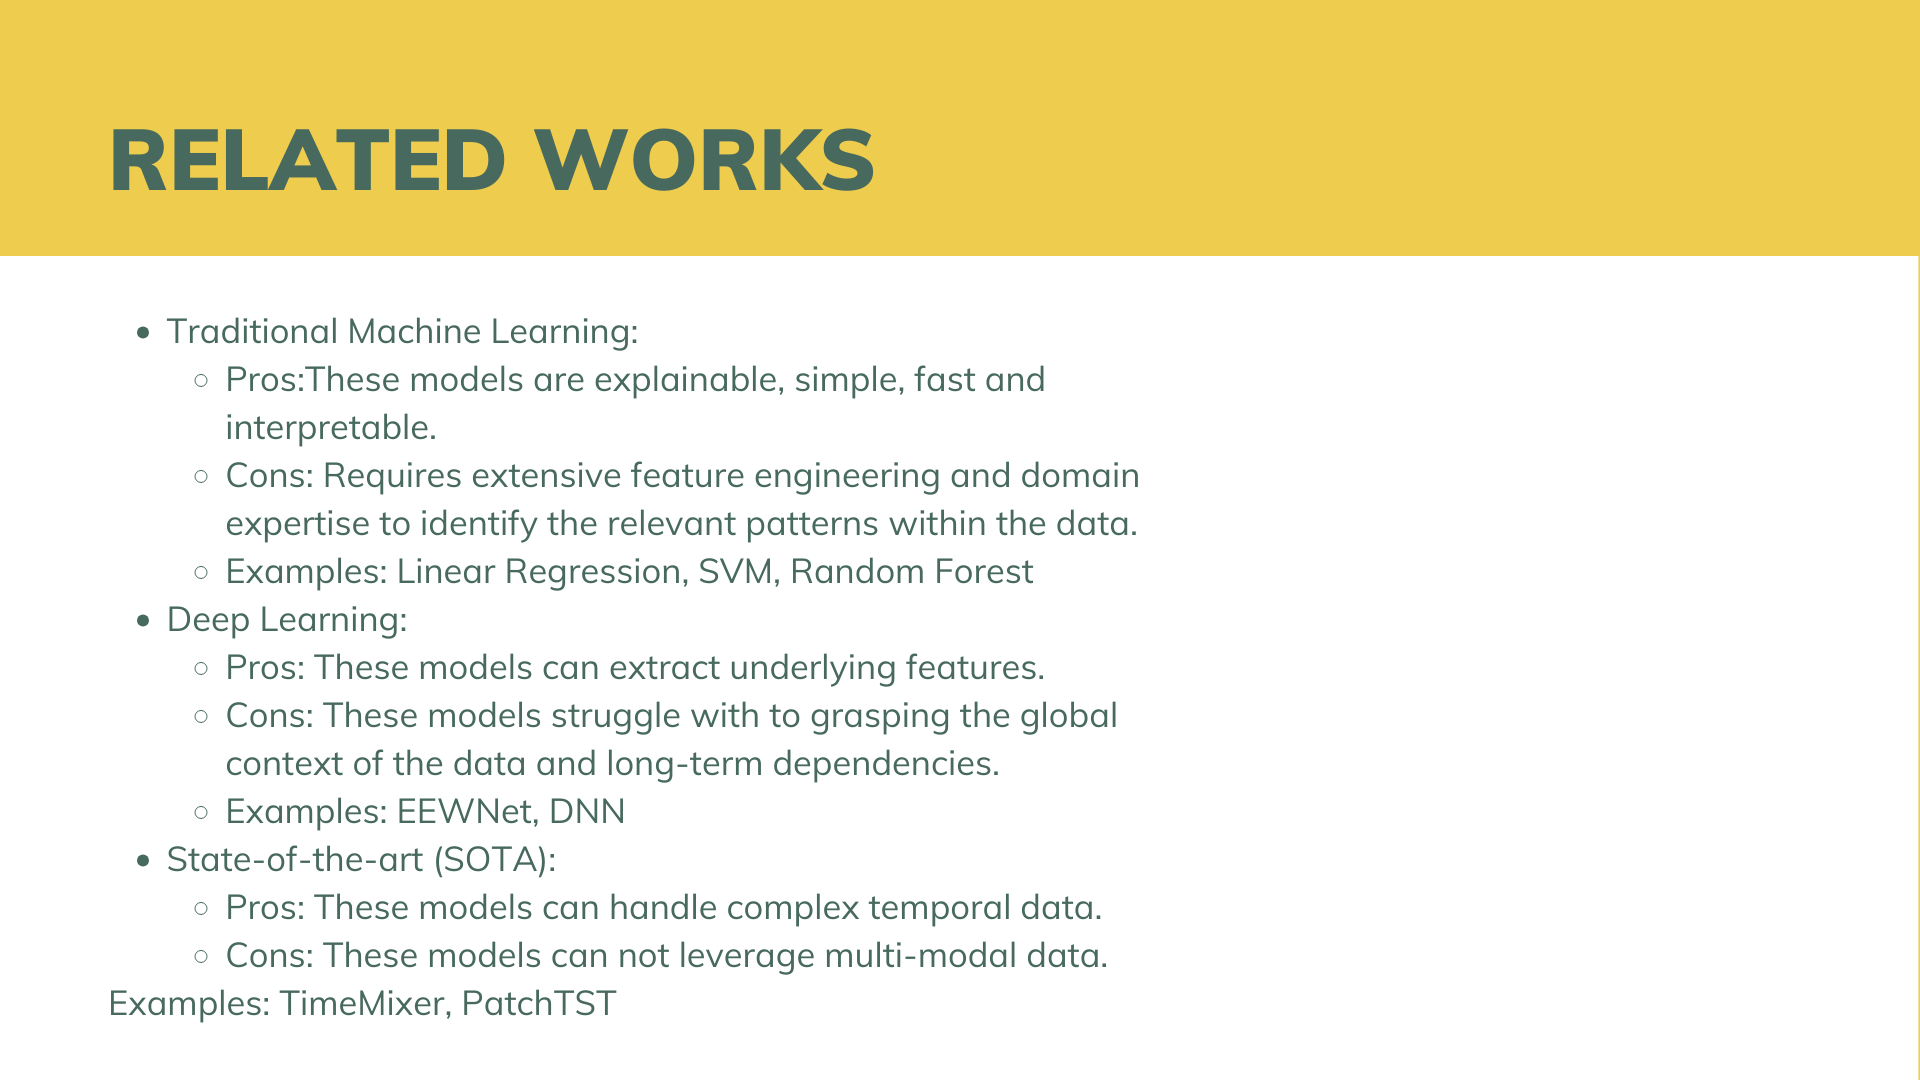 RELATED WORKS
• Traditional Machine Learning:
○ Pros:These models are explainable, simple, fast and
interpretable.
○ Cons: Requires extensive feature engineering and domain
expertise to identify the relevant patterns within the data.
○ Examples: Linear Regression, SVM, Random Forest
• Deep Learning:
○ Pros: These models can extract underlying features.
○ Cons: These models struggle with to grasping the global
context of the data and long-term dependencies.
○ Examples: EEWNet, DNN
• State-of-the-art (SOTA):
○ Pros: These models can handle complex temporal data.
○ Cons: These models can not leverage multi-modal data.
Examples: TimeMixer, PatchTST